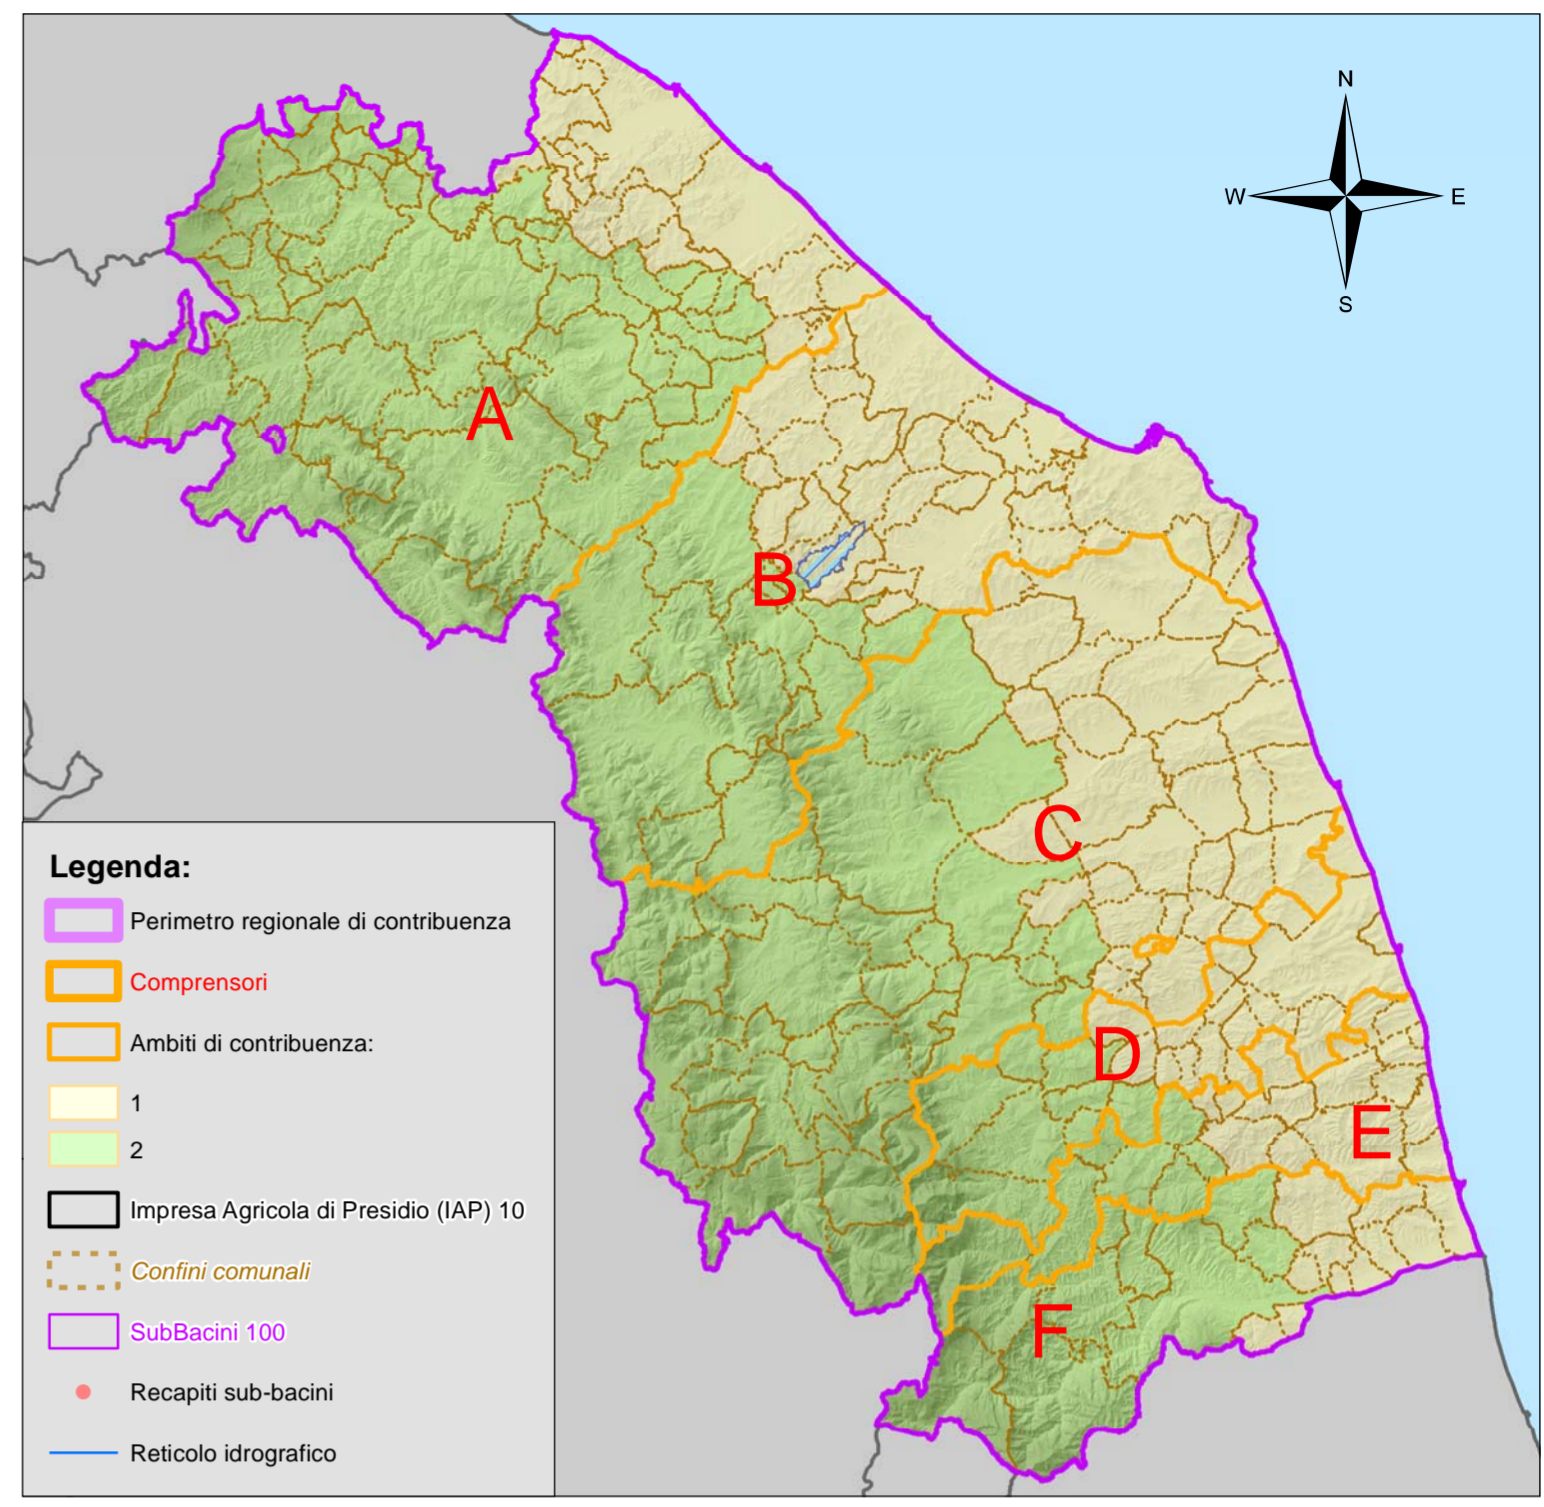 N
W
E
S
A
B
C
D
E
F
Legenda:
Perimetro regionale di contribuenza
Comprensori
Ambiti di contribuenza:
1
2
Impresa Agricola di Presidio (IAP) 10
Confini comunali
SubBacini 100
Recapiti sub-bacini
Reticolo idrografico